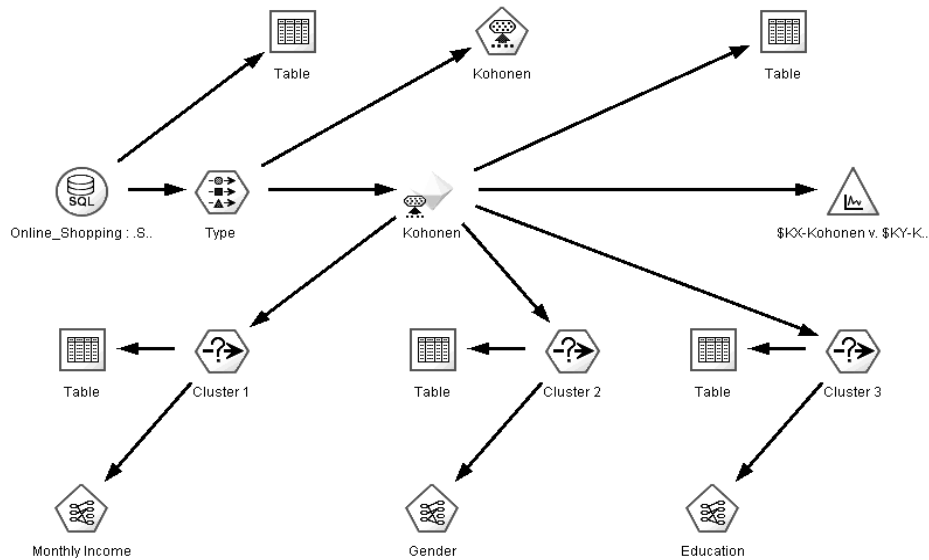 Table
Kohonen
Table
SQL
Online_Shopping : .S..
Type
Kohonen
$KX-Kohonen v. $KY-K..
Table
Cluster 1
Table
Cluster 2
Table
Cluster 3
Monthly Income
Gender
Education